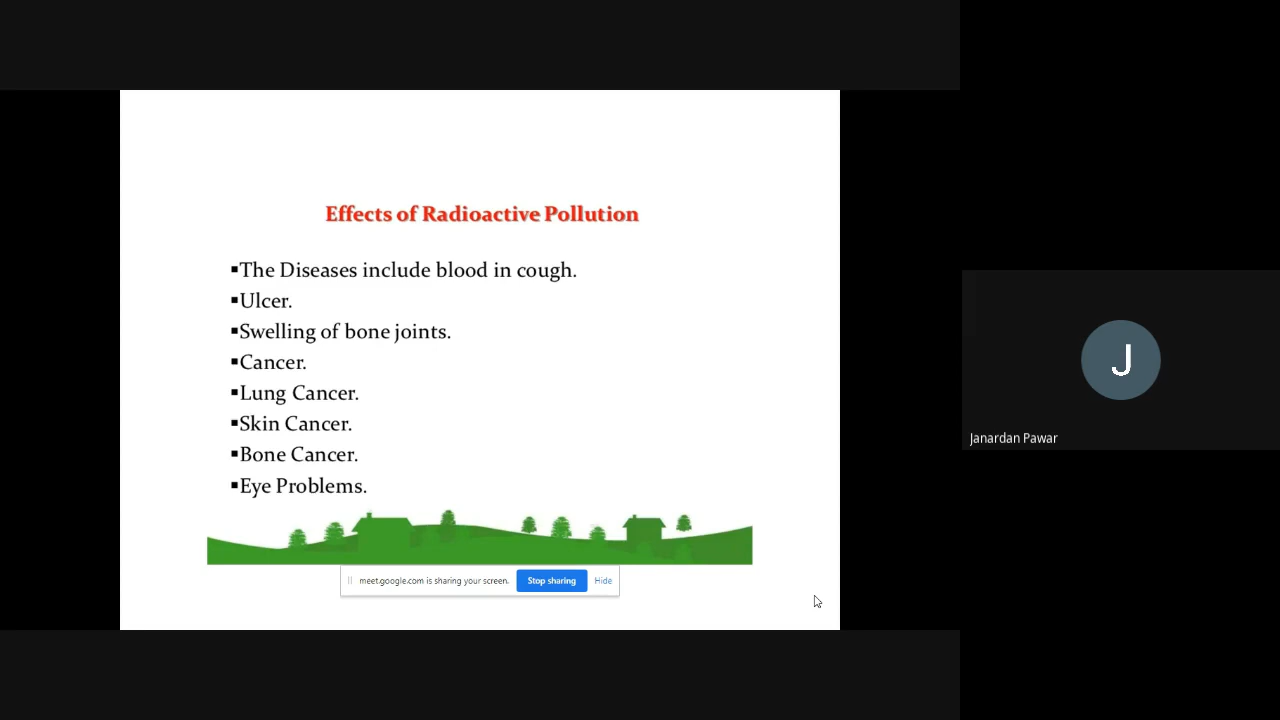 Effects of Radioactive Pollution
▪The Diseases include blood in cough.
▪Ulcer.
▪Swelling of bone joints.
▪Cancer.
▪Lung Cancer.
▪Skin Cancer.
▪Bone Cancer.
▪Eye Problems.
meet.google.com is sharing your screen. Stop sharing Hide
J
Janardan Pawar